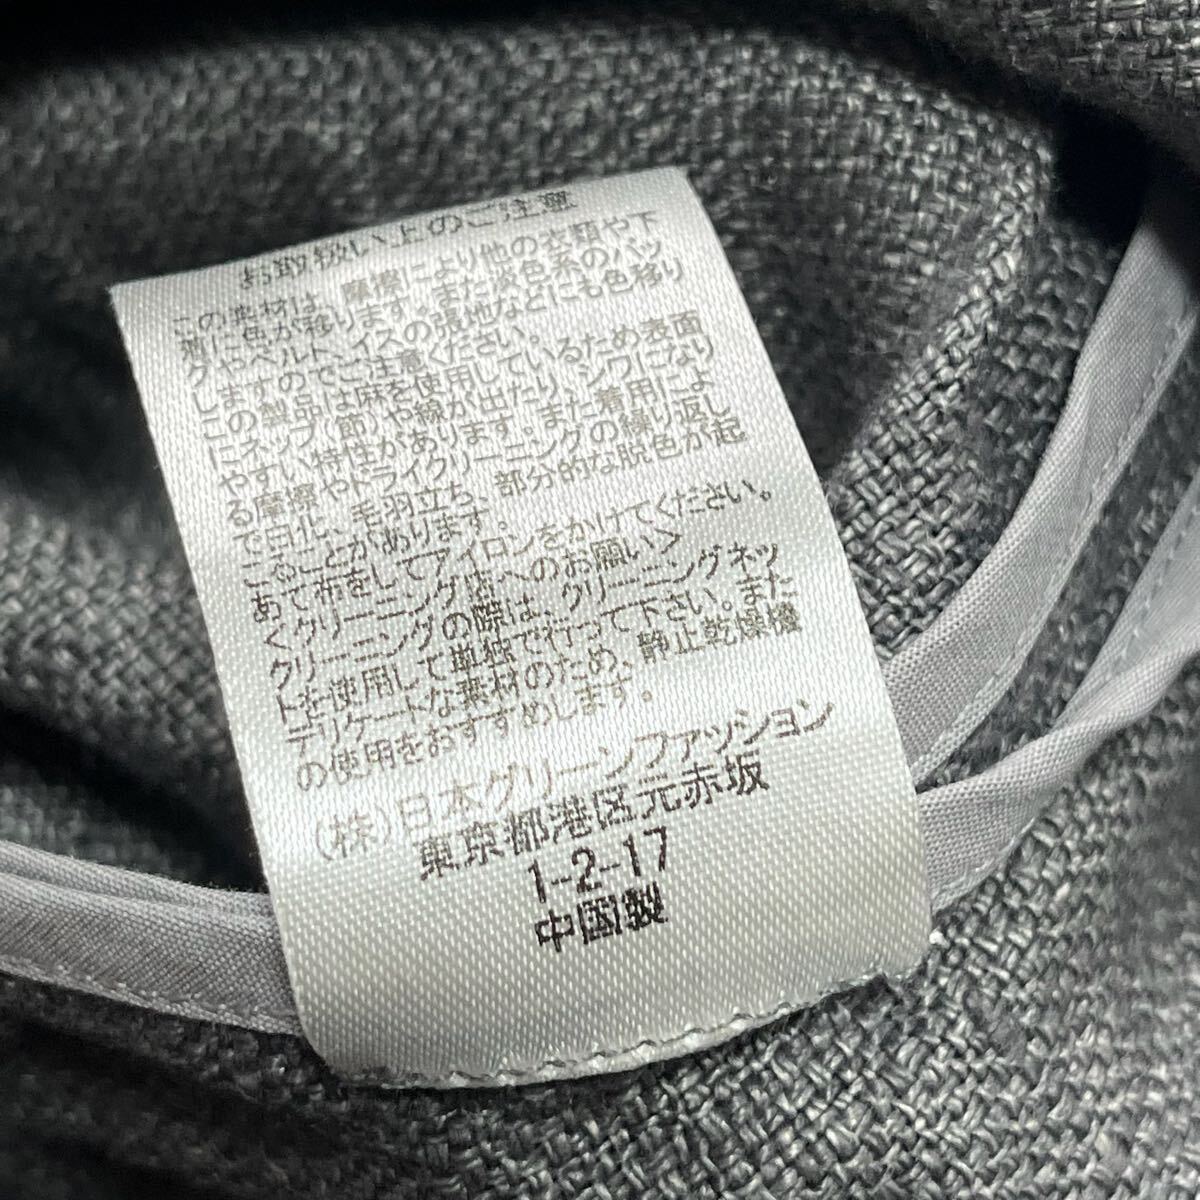 お取扱い上のご注意
この素材は、摩擦により他の衣類や下
着に色が移ります。また淡色系のバッ
グやベルト、イスの張地などにも色移り
しますのでご注意ください。
この製品は麻を使用しているため表面
にネップ(節)や線が出たり、シワになり
やすい特性があります。また着用によ
る摩擦やドライクリーニングの繰り返し
で白化、毛羽立ち、部分的な脱色が起
こることがあります。
あて布をしてアイロンをかけてください。
<クリーニング店へのお願い>
クリーニングの際は、クリーニングネッ
トを使用して単独で行って下さい。また
デリケートな素材のため、静止乾燥機
の使用をおすすめします。
(株)日本グリーンファッション
東京都港区元赤坂
1-2-17
中国製